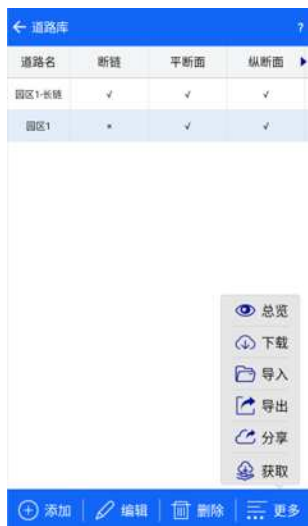 ← 道路库 ?
道路名 断链 平断面 纵断面
园区1-长链 √ √ √
园区1 × √ √
总览
下载
导入
导出
分享
获取
添加 编辑 删除 更多